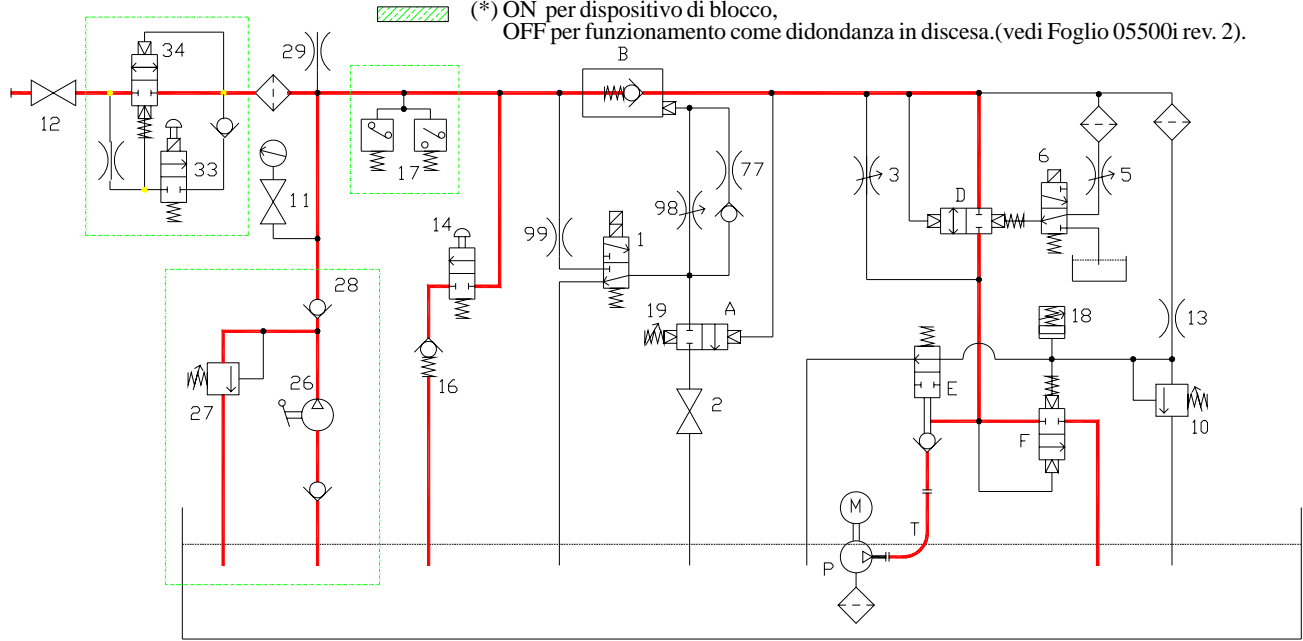 (*) ON per dispositivo di blocco,
OFF per funzionamento come didondanza in discesa.(vedi Foglio 05500i rev. 2).
34
29
B
12
33
17
11
14
99
1
98
77
3
D
6
5
28
19
A
18
13
16
2
E
26
27
F
10
M
T
P